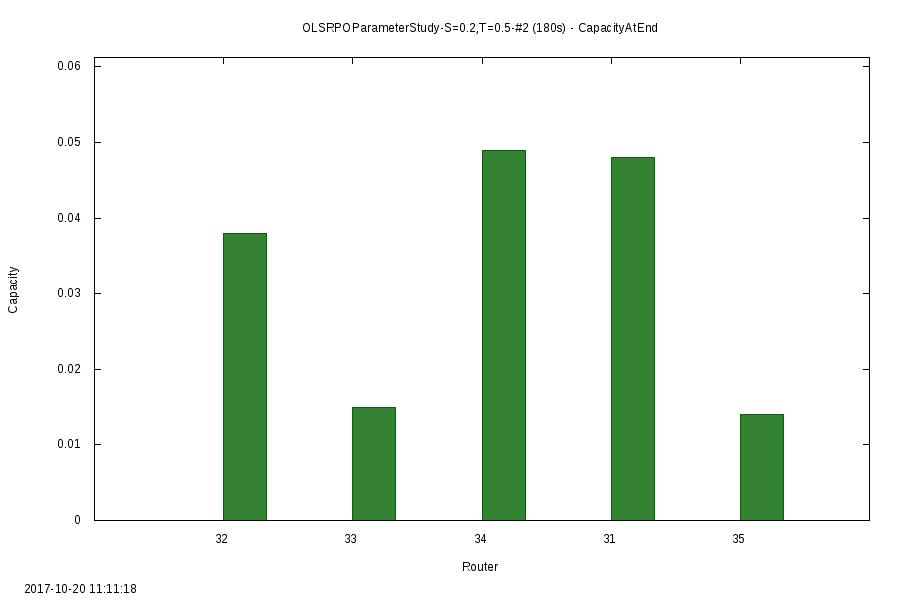 OLSRPOParameterStudy-S=0.2,T=0.5-#2 (180s) - CapacityAtEnd
0.06
0.05
0.04
0.03
0.02
0.01
0
Capacity
32 33 34 31 35
Router
2017-10-20 11:11:18